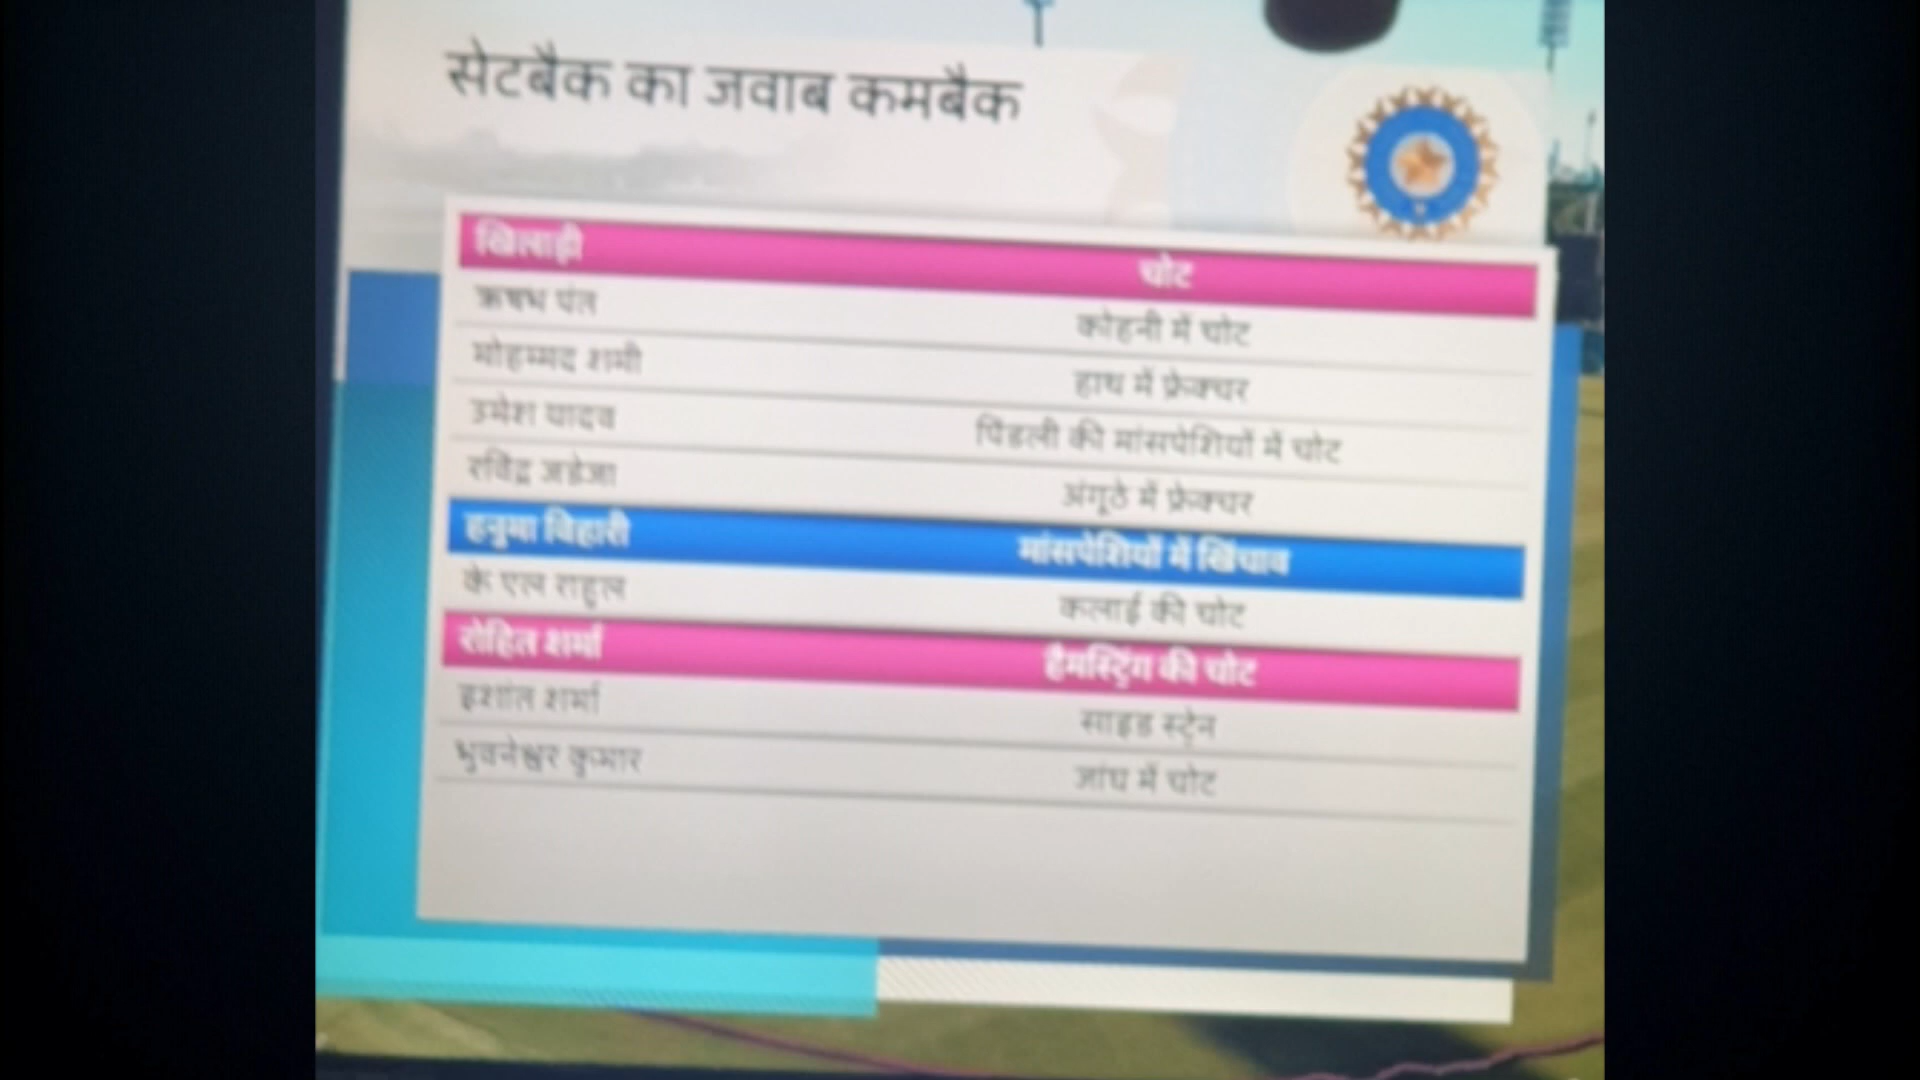 सेटबैक का जवाब कमबैक
खिलाड़ी चोट
ऋषभ पंत कोहनी में चोट
मोहम्मद शमी हाथ में फ्रेक्चर
उमेश यादव पिंडली की मांसपेशियों में चोट
रविंद्र जडेजा अंगूठे में फ्रेक्चर
हनुमा विहारी मांसपेशियों में खिंचाव
के एल राहुल कलाई की चोट
रोहित शर्मा हैमस्ट्रिंग की चोट
इशांत शर्मा साइड स्ट्रेन
भुवनेश्वर कुमार जांघ में चोट